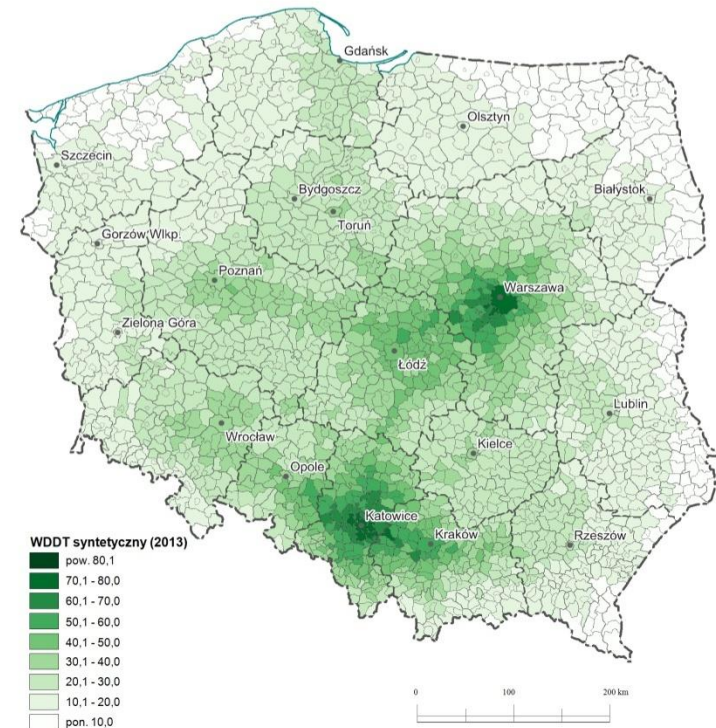 Gdańsk
Olsztyn
Szczecin
Bydgoszcz
Białystok
Toruń
Gorzów Wlkp.
Poznań
Warszawa
Zielona Góra
Łódź
Lublin
Wrocław
Kielce
Opole
Katowice
Kraków
Rzeszów
WDDT syntetyczny (2013)
pow. 80,1
70,1 - 80,0
60,1 - 70,0
50,1 - 60,0
40,1 - 50,0
30,1 - 40,0
20,1 - 30,0
10,1 - 20,0
pon. 10,0
0 100 200 km